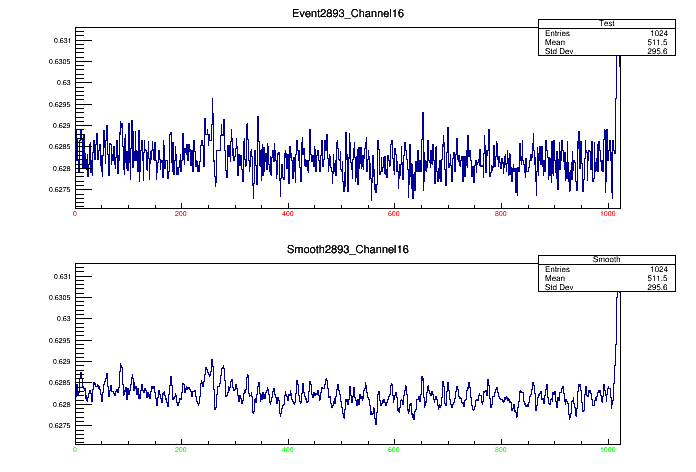 Event2893_Channel16
Test
Entries 1024
Mean 511.5
Std Dev 295.6
0.631
0.6305
0.63
0.6295
0.629
0.6285
0.628
0.6275
0 200 400 600 800 1000
Smooth2893_Channel16
Smooth
Entries 1024
Mean 511.5
Std Dev 295.6
0.631
0.6305
0.63
0.6295
0.629
0.6285
0.628
0.6275
0 200 400 600 800 1000